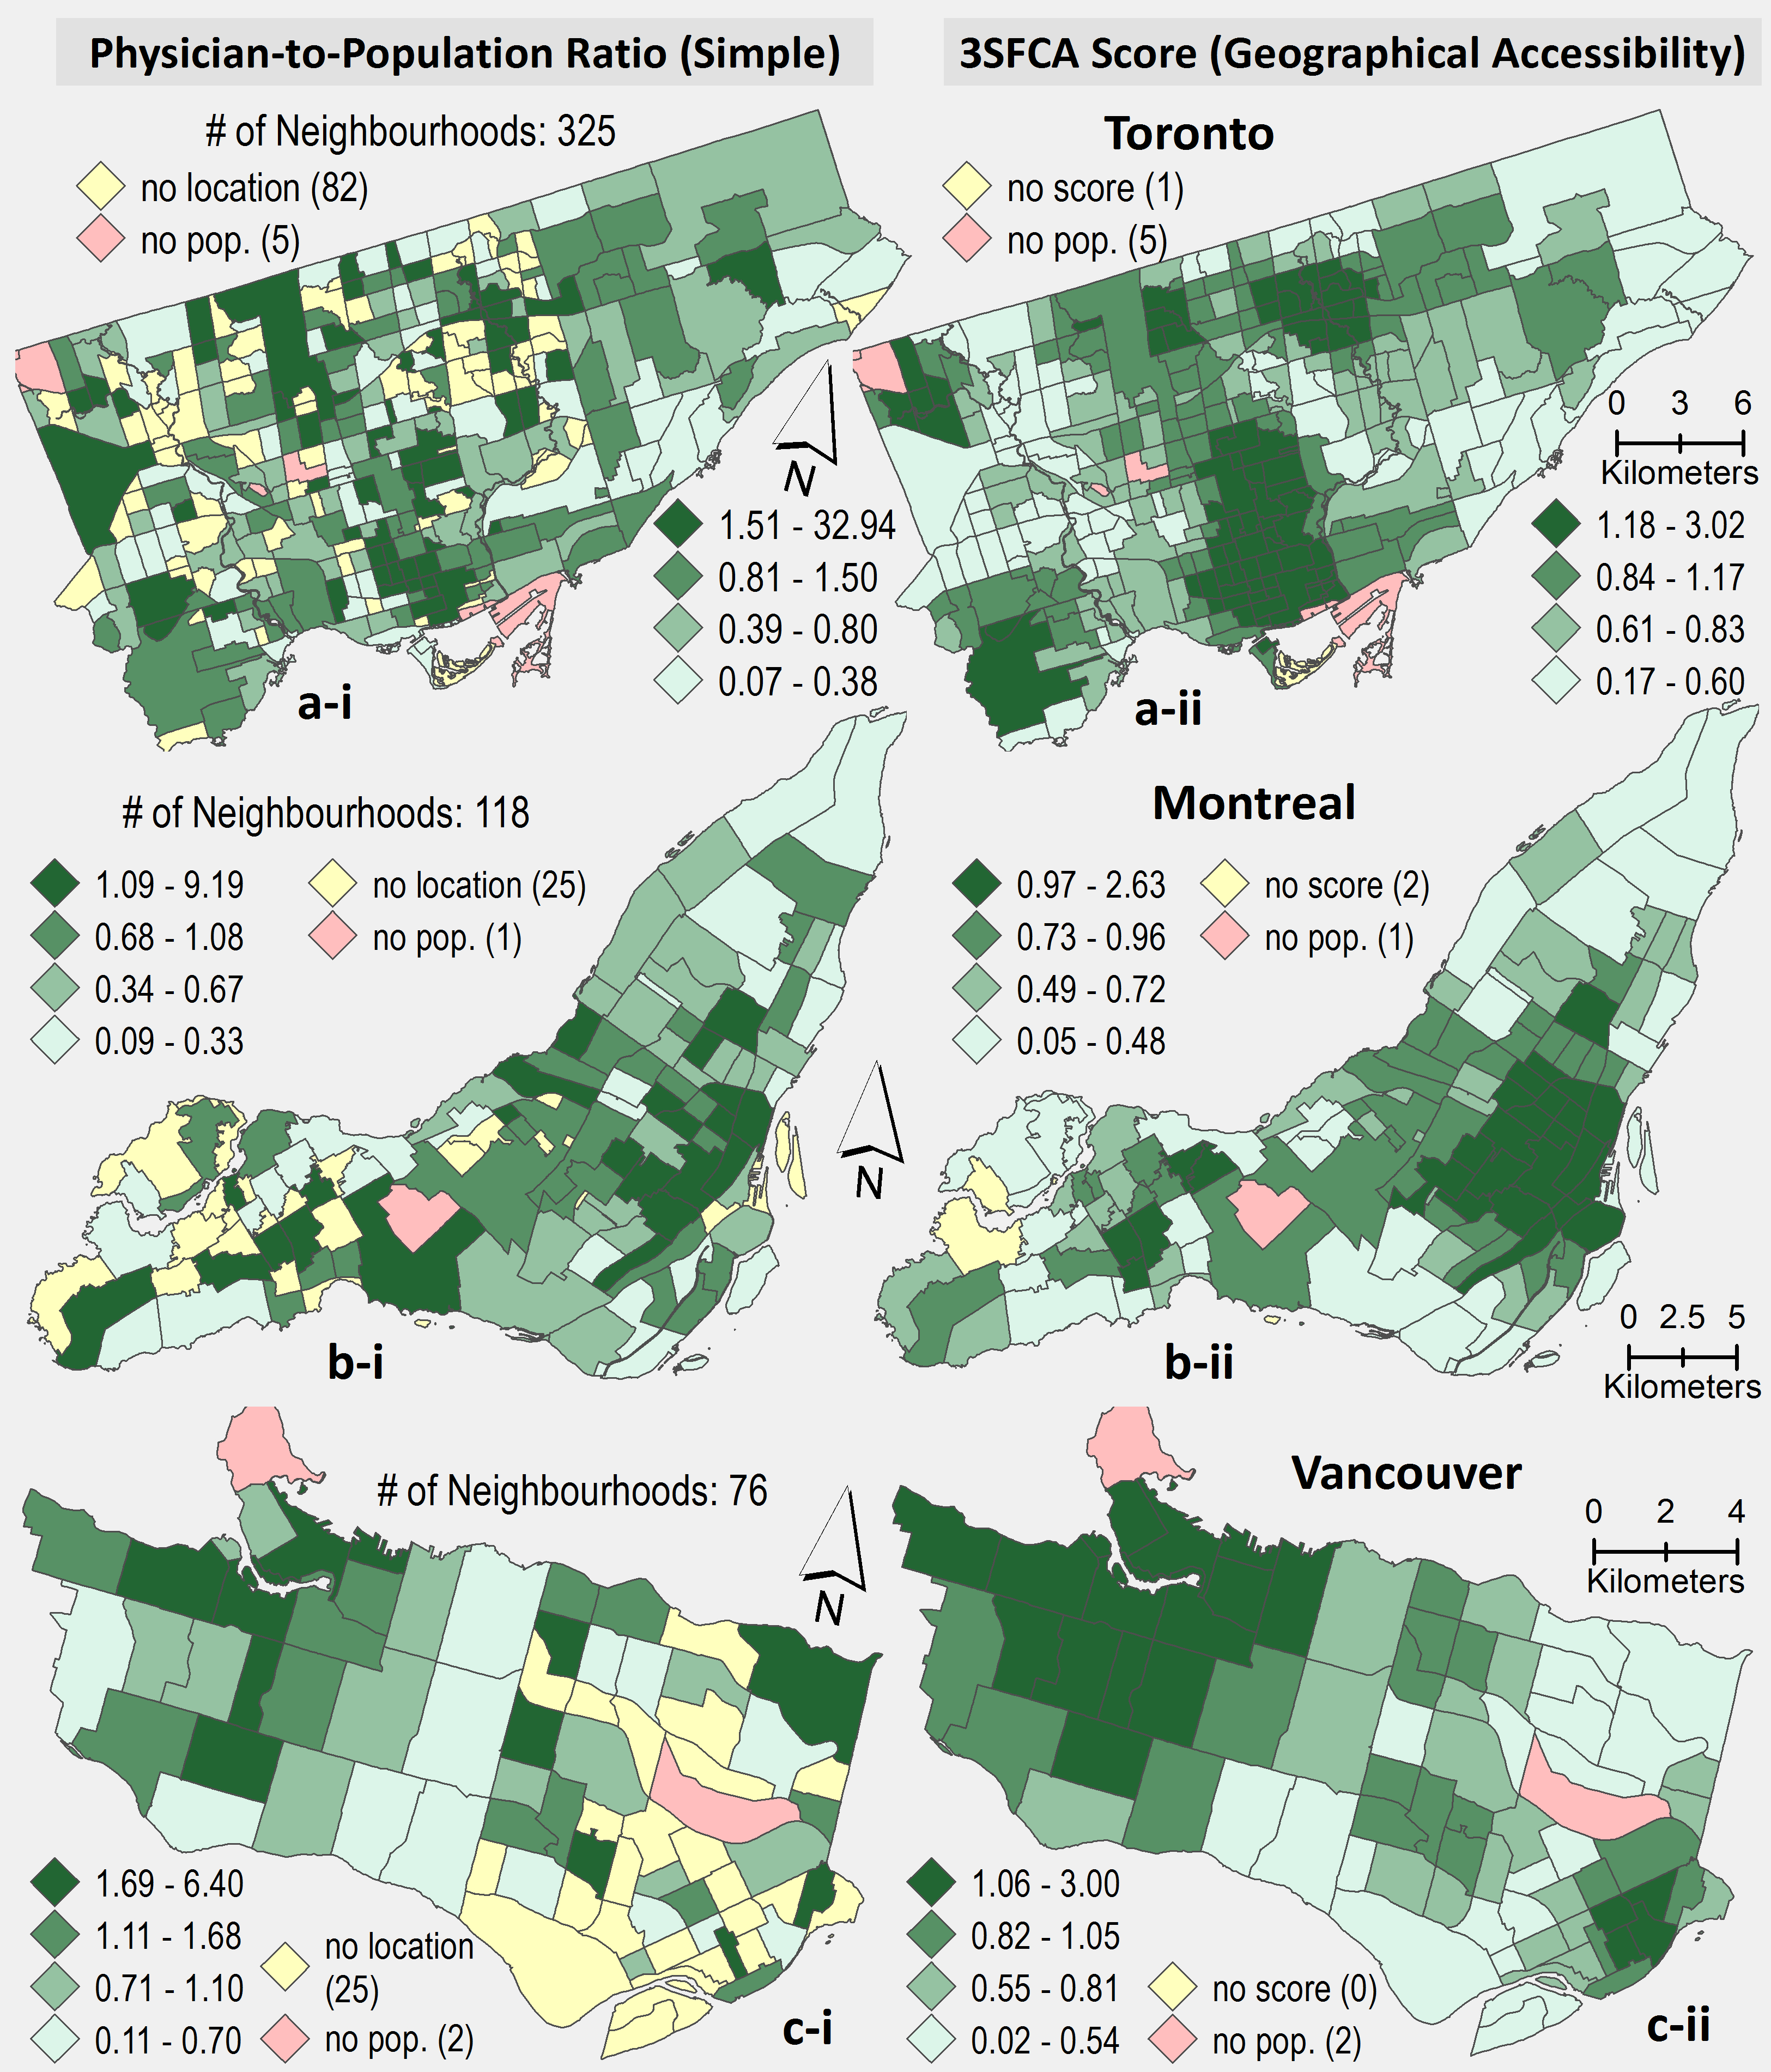 Physician-to-Population Ratio (Simple)
3SFCA Score (Geographical Accessibility)
# of Neighbourhoods: 325
no location (82)
no pop. (5)
N
1.51 - 32.94
0.81 - 1.50
0.39 - 0.80
0.07 - 0.38
a-i
Toronto
no score (1)
no pop. (5)
0 3 6
Kilometers
1.18 - 3.02
0.84 - 1.17
0.61 - 0.83
0.17 - 0.60
a-ii
# of Neighbourhoods: 118
1.09 - 9.19
0.68 - 1.08
0.34 - 0.67
0.09 - 0.33
no location (25)
no pop. (1)
N
b-i
Montreal
0.97 - 2.63
0.73 - 0.96
0.49 - 0.72
0.05 - 0.48
no score (2)
no pop. (1)
0 2.5 5
Kilometers
b-ii
# of Neighbourhoods: 76
N
1.69 - 6.40
1.11 - 1.68
0.71 - 1.10
0.11 - 0.70
no location
(25)
no pop. (2)
c-i
Vancouver
0 2 4
Kilometers
1.06 - 3.00
0.82 - 1.05
0.55 - 0.81
0.02 - 0.54
no score (0)
no pop. (2)
c-ii